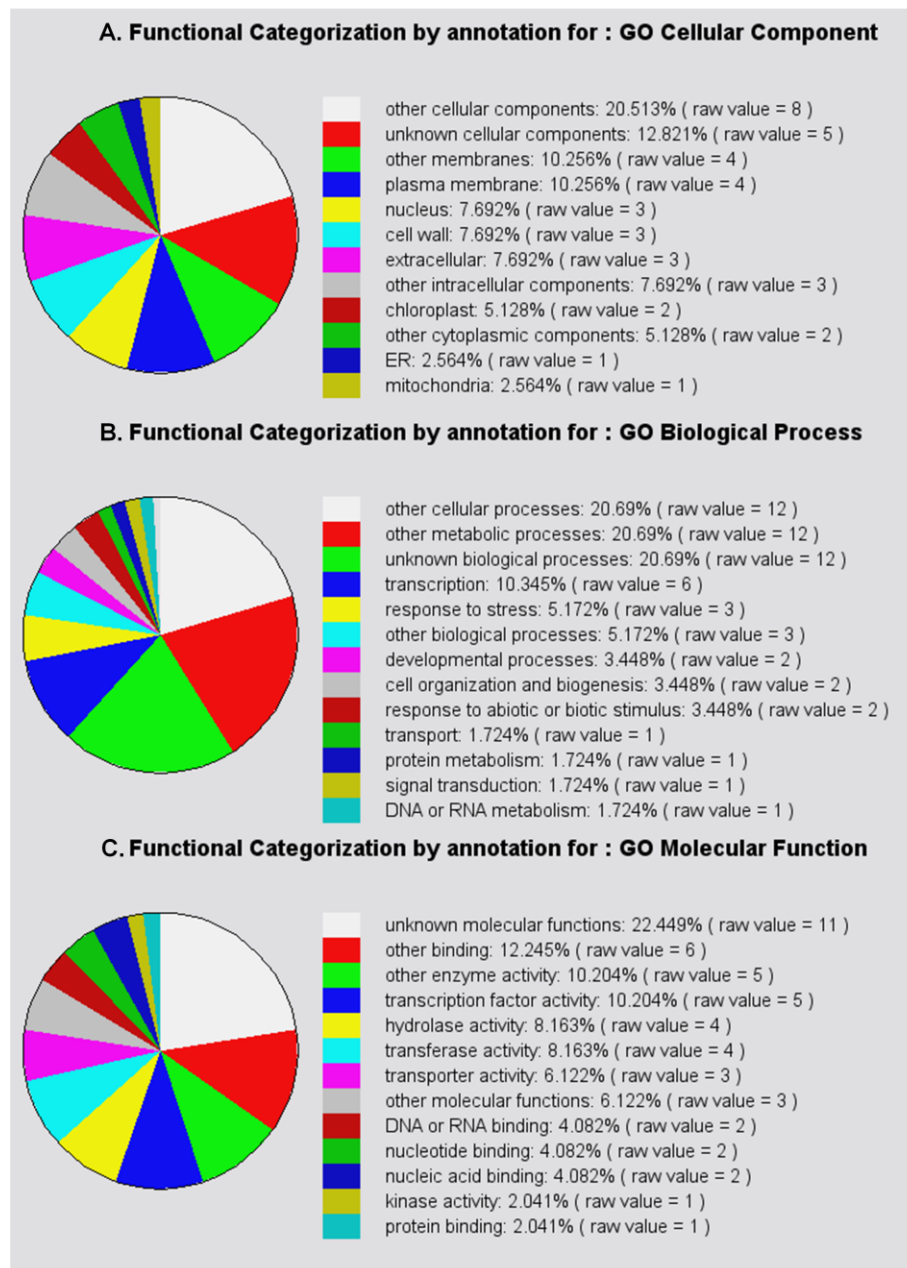 A. Functional Categorization by annotation for : GO Cellular Component
other cellular components: 20.513% ( raw value = 8 )
unknown cellular components: 12.821% ( raw value = 5 )
other membranes: 10.256% ( raw value = 4 )
plasma membrane: 10.256% ( raw value = 4 )
nucleus: 7.692% ( raw value = 3 )
cell wall: 7.692% ( raw value = 3 )
extracellular: 7.692% ( raw value = 3 )
other intracellular components: 7.692% ( raw value = 3 )
chloroplast: 5.128% ( raw value = 2 )
other cytoplasmic components: 5.128% ( raw value = 2 )
ER: 2.564% ( raw value = 1 )
mitochondria: 2.564% ( raw value = 1 )
B. Functional Categorization by annotation for : GO Biological Process
other cellular processes: 20.69% ( raw value = 12 )
other metabolic processes: 20.69% ( raw value = 12 )
unknown biological processes: 20.69% ( raw value = 12 )
transcription: 10.345% ( raw value = 6 )
response to stress: 5.172% ( raw value = 3 )
other biological processes: 5.172% ( raw value = 3 )
developmental processes: 3.448% ( raw value = 2 )
cell organization and biogenesis: 3.448% ( raw value = 2 )
response to abiotic or biotic stimulus: 3.448% ( raw value = 2 )
transport: 1.724% ( raw value = 1 )
protein metabolism: 1.724% ( raw value = 1 )
signal transduction: 1.724% ( raw value = 1 )
DNA or RNA metabolism: 1.724% ( raw value = 1 )
C. Functional Categorization by annotation for : GO Molecular Function
unknown molecular functions: 22.449% ( raw value = 11 )
other binding: 12.245% ( raw value = 6 )
other enzyme activity: 10.204% ( raw value = 5 )
transcription factor activity: 10.204% ( raw value = 5 )
hydrolase activity: 8.163% ( raw value = 4 )
transferase activity: 8.163% ( raw value = 4 )
transporter activity: 6.122% ( raw value = 3 )
other molecular functions: 6.122% ( raw value = 3 )
DNA or RNA binding: 4.082% ( raw value = 2 )
nucleotide binding: 4.082% ( raw value = 2 )
nucleic acid binding: 4.082% ( raw value = 2 )
kinase activity: 2.041% ( raw value = 1 )
protein binding: 2.041% ( raw value = 1 )